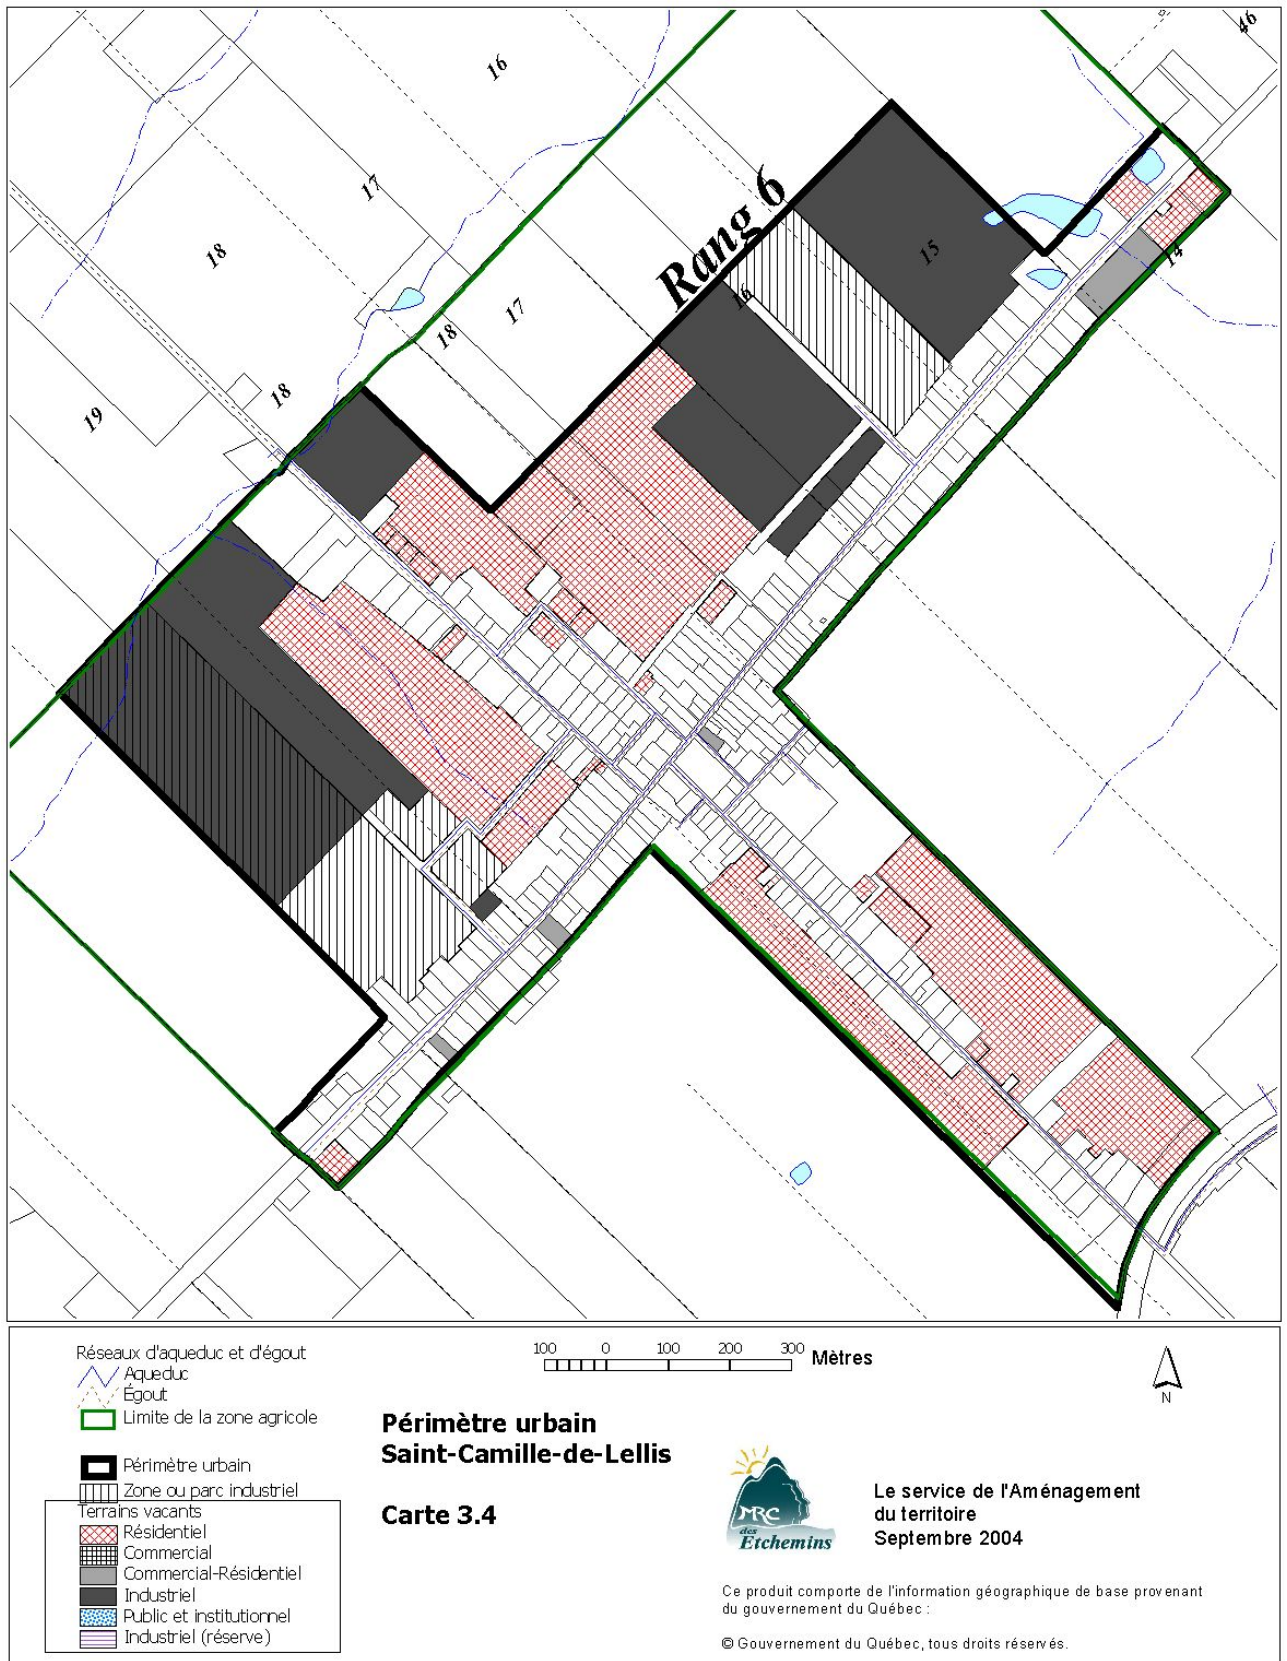 46
16
17
18
Rang 6
15
14
16
17
18
18
19
Réseaux d'aqueduc et d'égout
Aqueduc
Égout
Limite de la zone agricole
Périmètre urbain
Zone ou parc industriel
Terrains vacants
Résidentiel
Commercial
Commercial-Résidentiel
Industriel
Public et institutionnel
Industriel (réserve)
100 0 100 200 300 Mètres
N
Périmètre urbain
Saint-Camille-de-Lellis
Carte 3.4
MRC
des
Etchemins
Le service de l'Aménagement
du territoire
Septembre 2004
Ce produit comporte de l'information géographique de base provenant
du gouvernement du Québec :
© Gouvernement du Québec, tous droits réservés.